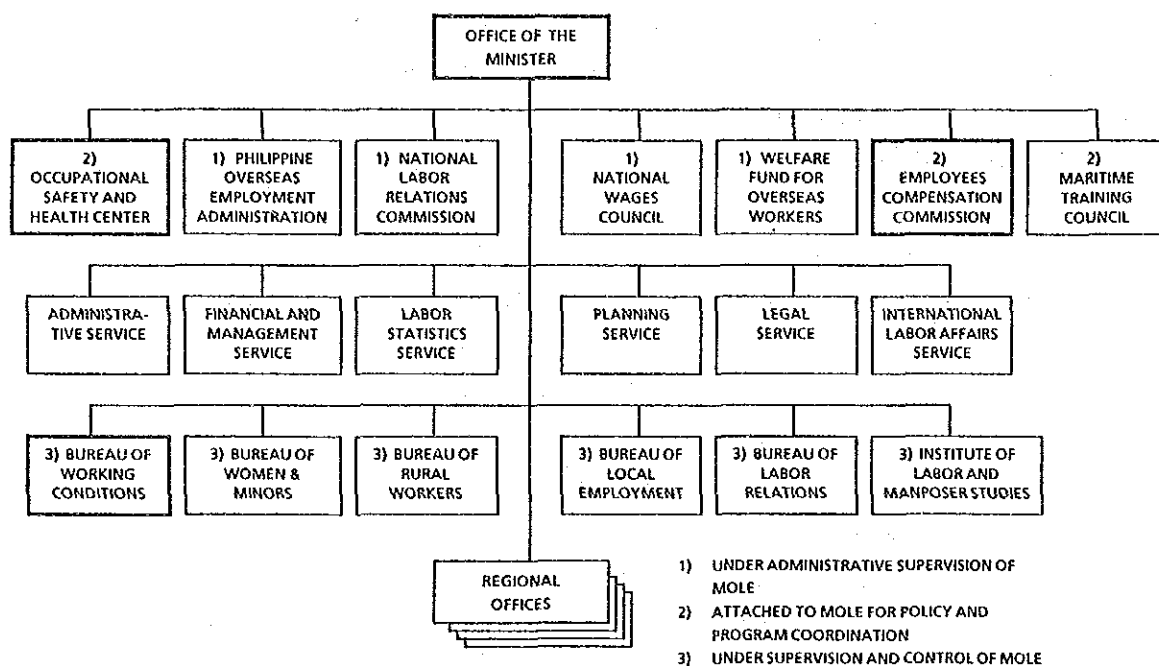 OFFICE OF THE
MINISTER
2)
OCCUPATIONAL
SAFETY AND
HEALTH CENTER
1) PHILIPPINE
OVERSEAS
EMPLOYMENT
ADMINISTRATION
1) NATIONAL
LABOR
RELATIONS
COMMISSION
1)
NATIONAL
WAGES
COUNCIL
1) WELFARE
FUND FOR
OVERSEAS
WORKERS
2)
EMPLOYEES
COMPENSATION
COMMISSION
2)
MARITIME
TRAINING
COUNCIL
ADMINISTRA-
TIVE SERVICE
FINANCIAL AND
MANAGEMENT
SERVICE
LABOR
STATISTICS
SERVICE
PLANNING
SERVICE
LEGAL
SERVICE
INTERNATIONAL
LABOR AFFAIRS
SERVICE
3) BUREAU OF
WORKING
CONDITIONS
3) BUREAU OF
WOMEN &
MINORS
3) BUREAU OF
RURAL
WORKERS
3) BUREAU OF
LOCAL
EMPLOYMENT
3) BUREAU OF
LABOR
RELATIONS
3) INSTITUTE OF
LABOR AND
MANPOSER STUDIES
REGIONAL
OFFICES
1) UNDER ADMINISTRATIVE SUPERVISION OF
MOLE
2) ATTACHED TO MOLE FOR POLICY AND
PROGRAM COORDINATION
3) UNDER SUPERVISION AND CONTROL OF MOLE